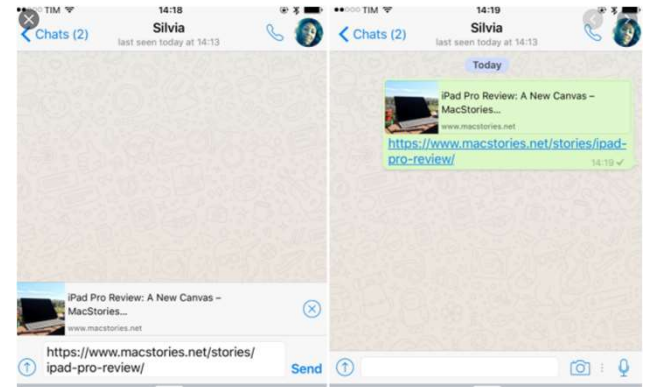 TIM 14:18
Chats (2) Silvia
last seen today at 14:13
iPad Pro Review: A New Canvas –
MacStories...
www.macstories.net
https://www.macstories.net/stories/
ipad-pro-review/
Send
TIM 14:19
Chats (2) Silvia
last seen today at 14:13
Today
iPad Pro Review: A New Canvas –
MacStories...
www.macstories.net
https://www.macstories.net/stories/ipad-
pro-review/
14:19